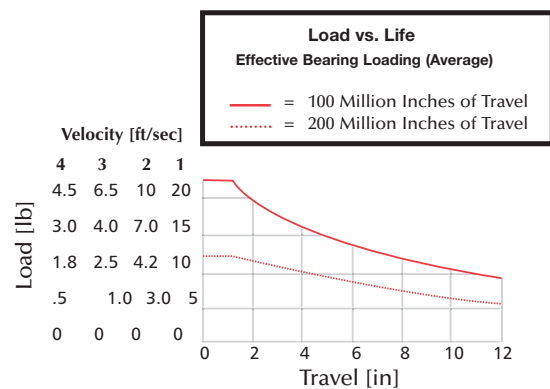 Load vs. Life
Effective Bearing Loading (Average)
= 100 Million Inches of Travel
= 200 Million Inches of Travel
Velocity [ft/sec]
4 3 2 1
4.5 6.5 10 20
3.0 4.0 7.0 15
1.8 2.5 4.2 10
.5 1.0 3.0 5
0 0 0 0
Load [lb]
0 2 4 6 8 10 12
Travel [in]